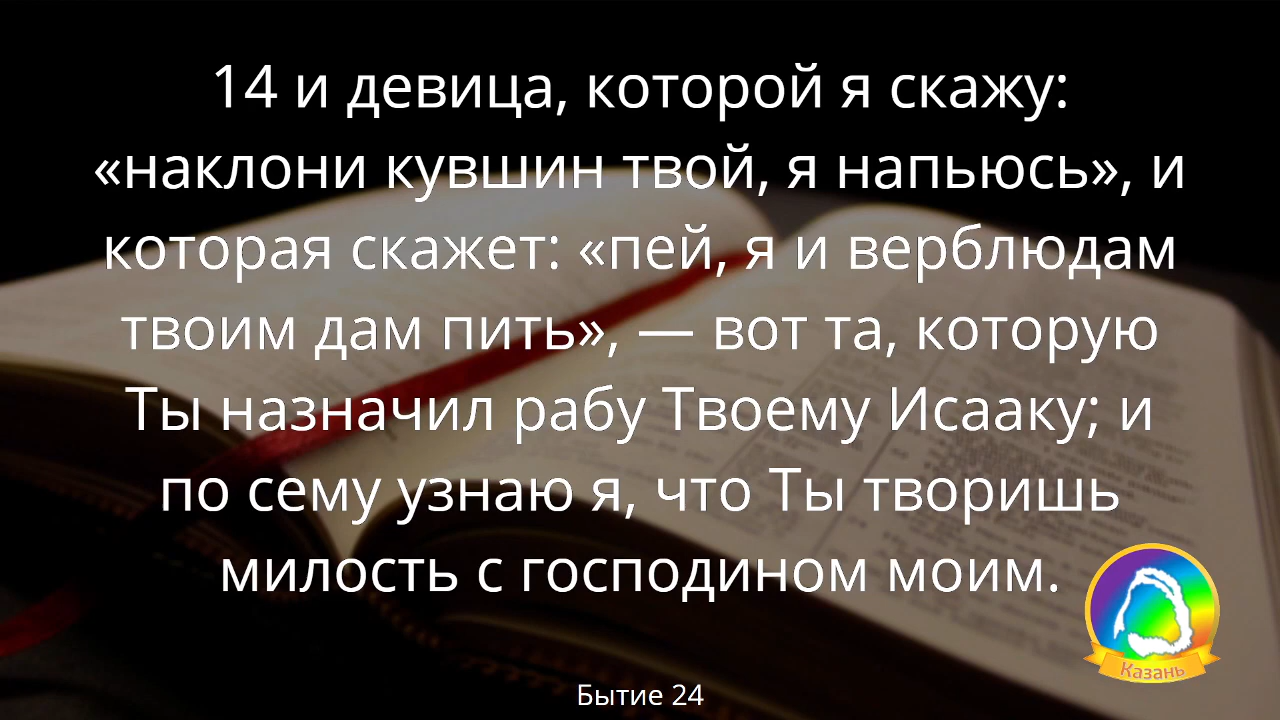 14 и девица, которой я скажу:
«наклони кувшин твой, я напьюсь», и
которая скажет: «пей, я и верблюдам
твоим дам пить», — вот та, которую
Ты назначил рабу Твоему Исааку; и
по сему узнаю я, что Ты творишь
милость с господином моим.
Казань
Бытие 24